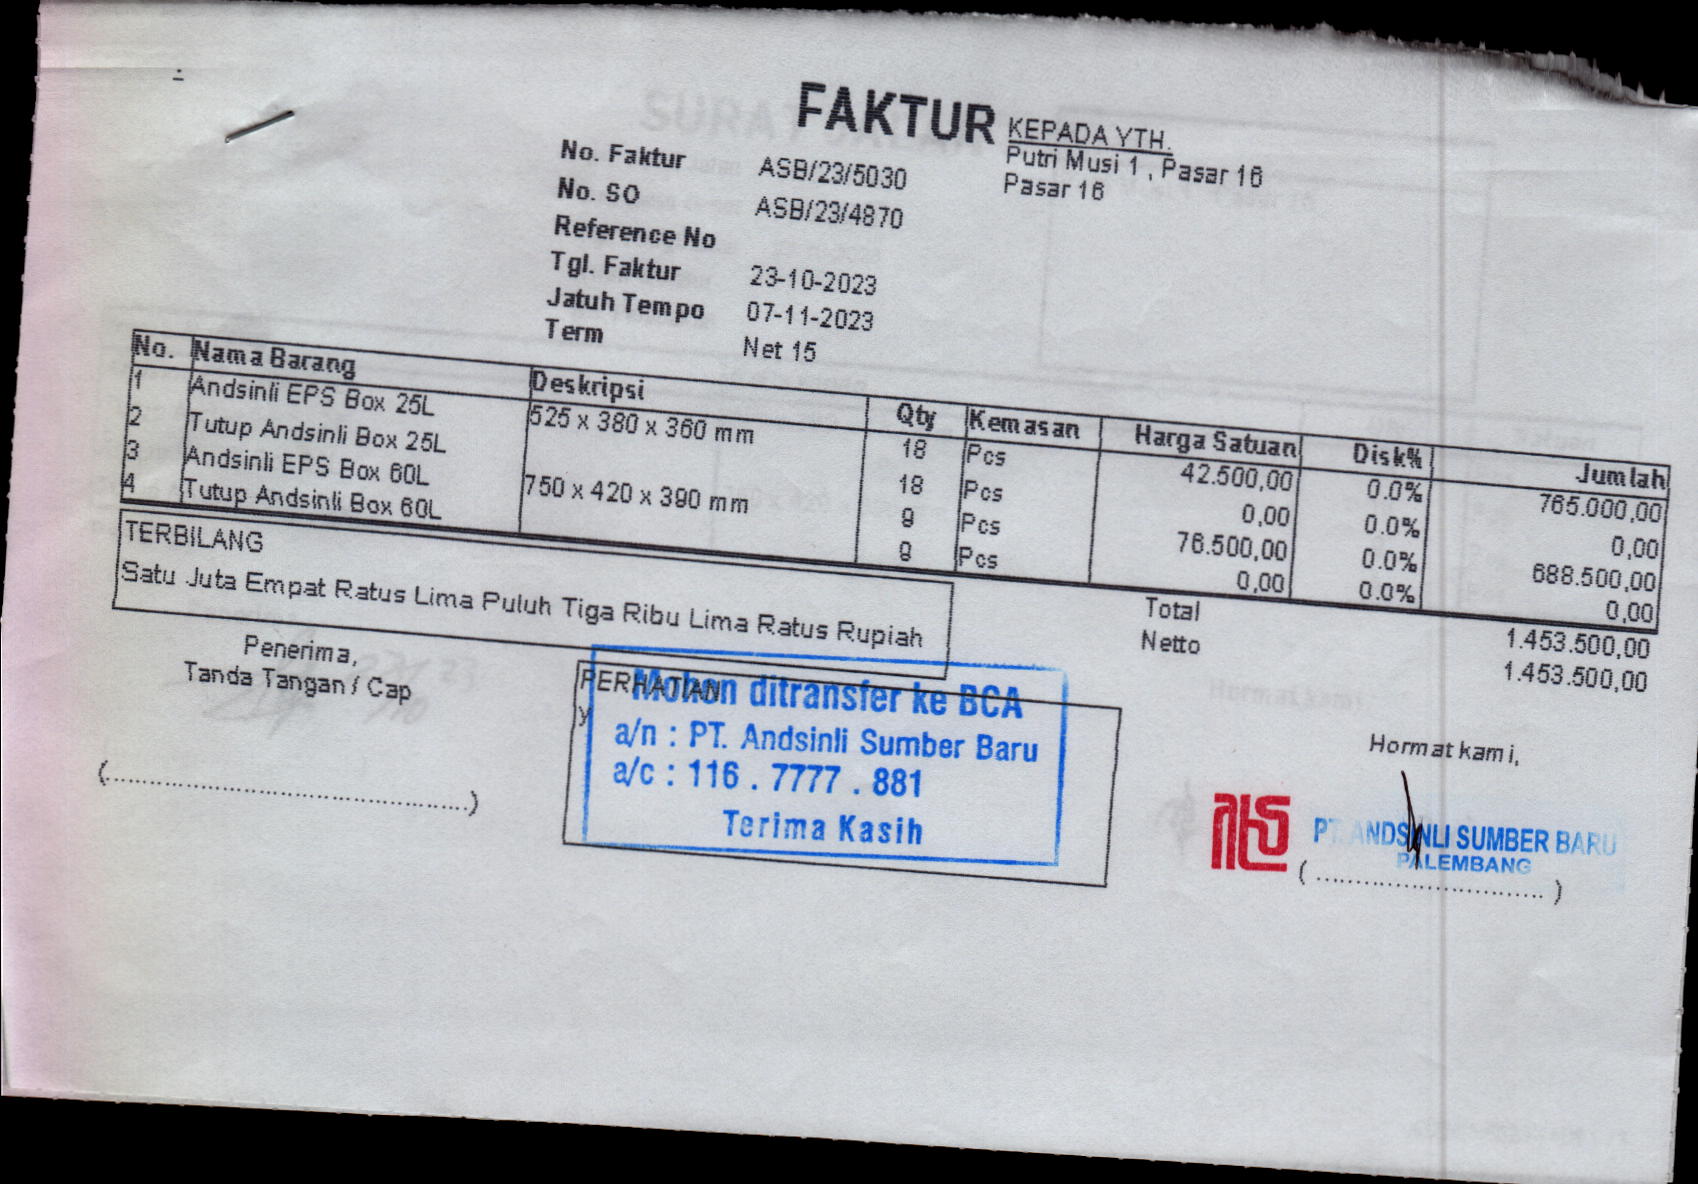 FAKTUR
KEPADA YTH.
Putri Musi 1 , Pasar 16
Pasar 16
No. Faktur ASB/23/5030
No. SO ASB/23/4870
Reference No
Tgl. Faktur 23-10-2023
Jatuh Tempo 07-11-2023
Term Net 15
No. Nama Barang Deskripsi Qty Kemasan Harga Satuan Disk% Jumlah
1 Andsinli EPS Box 25L 525 x 380 x 360 mm 18 Pcs 42.500,00 0.0% 765.000,00
2 Tutup Andsinli Box 25L 18 Pcs 0,00 0.0% 0,00
3 Andsinli EPS Box 60L 750 x 420 x 390 mm 9 Pcs 76.500,00 0.0% 688.500,00
4 Tutup Andsinli Box 60L 9 Pcs 0,00 0.0% 0,00
TERBILANG
Satu Juta Empat Ratus Lima Puluh Tiga Ribu Lima Ratus Rupiah
Total 1.453.500,00
Netto 1.453.500,00
Penerima,
Tanda Tangan / Cap
(..................................................)
PERHATIAN
y
Mohon ditransfer ke BCA
a/n : PT. Andsinli Sumber Baru
a/c : 116 . 7777 . 881
Terima Kasih
Hormat kami,
PT. ANDSINLI SUMBER BARU
PALEMBANG
( ............................... )